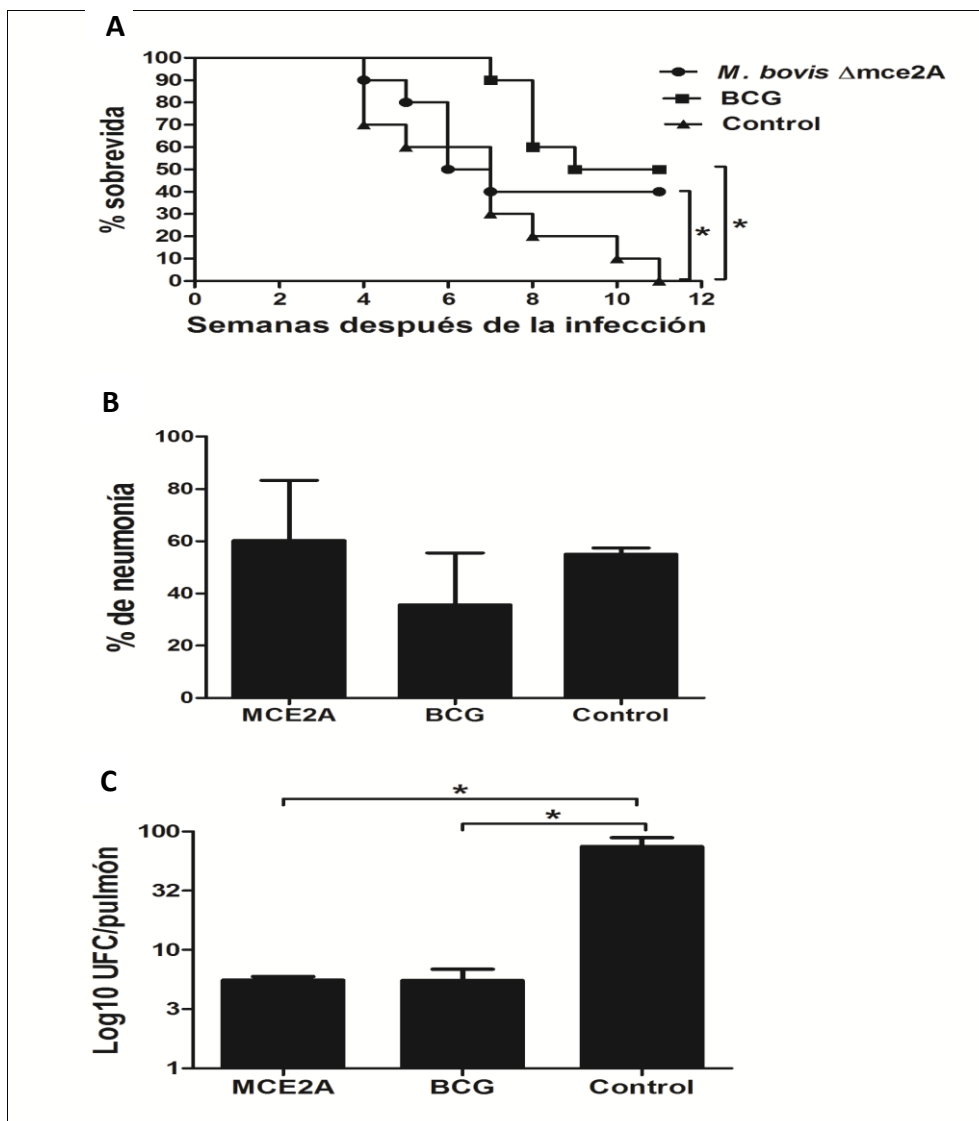 A
100
90
80
70
60
50
40
30
20
10
0
% sobrevida
M. bovis Δmce2A
BCG
Control
*
*
0 2 4 6 8 10 12
Semanas después de la infección
B
100
80
60
40
20
0
% de neumonía
MCE2A BCG Control
C
*
*
100
32
10
3
1
Log10 UFC/pulmón
MCE2A BCG Control